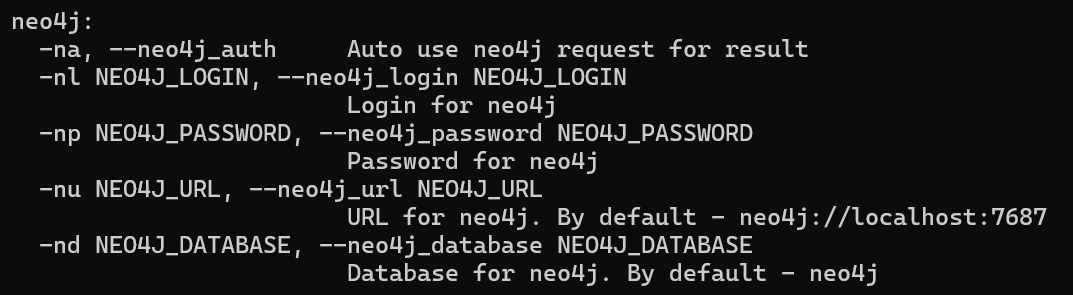 neo4j:
-na, --neo4j_auth Auto use neo4j request for result
-nl NEO4J_LOGIN, --neo4j_login NEO4J_LOGIN
Login for neo4j
-np NEO4J_PASSWORD, --neo4j_password NEO4J_PASSWORD
Password for neo4j
-nu NEO4J_URL, --neo4j_url NEO4J_URL
URL for neo4j. By default - neo4j://localhost:7687
-nd NEO4J_DATABASE, --neo4j_database NEO4J_DATABASE
Database for neo4j. By default - neo4j